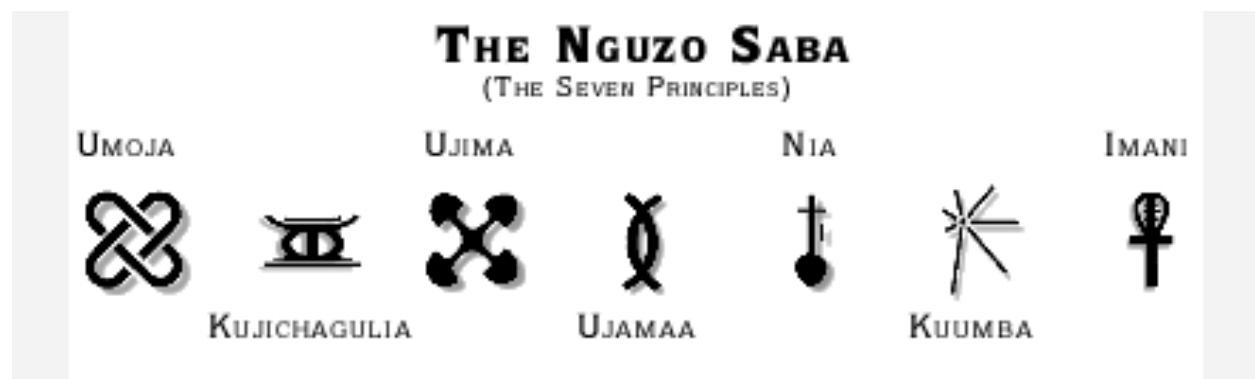 THE NGUZO SABA
(THE SEVEN PRINCIPLES)
UMOJA UJIMA NIA IMANI
KUJICHAGULIA UJAMAA KUUMBA